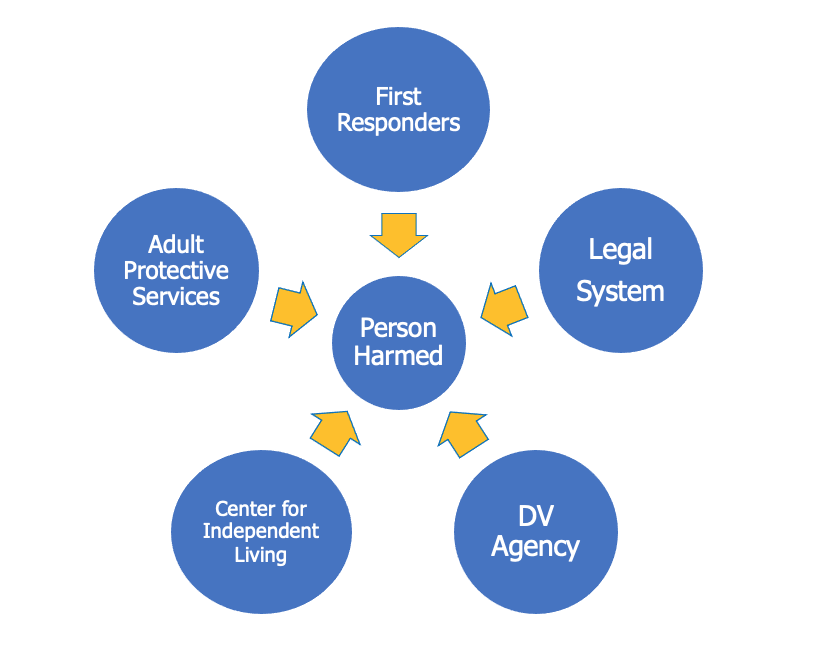 First
Responders
Adult
Protective
Services
Legal
System
Person
Harmed
Center for
Independent
Living
DV
Agency